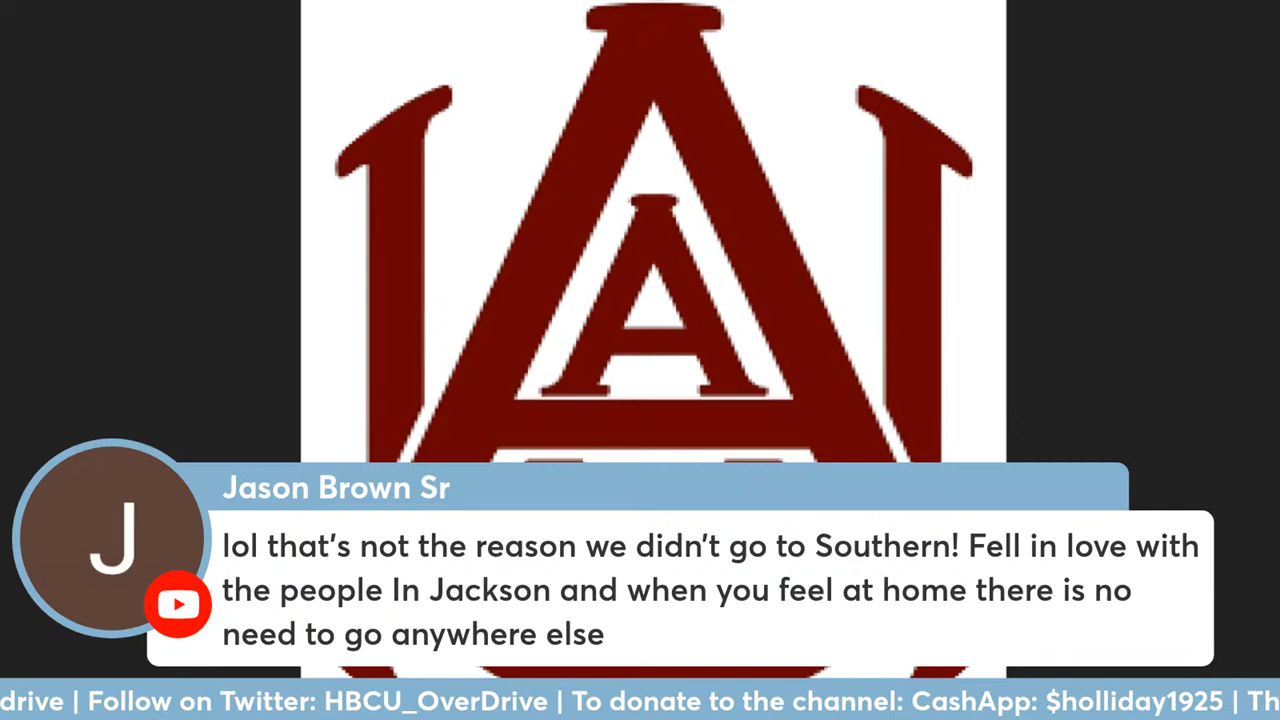 A
A
Jason Brown Sr
J
lol that's not the reason we didn't go to Southern! Fell in love with
the people In Jackson and when you feel at home there is no
need to go anywhere else
drive | Follow on Twitter: HBCU_OverDrive | To donate to the channel: CashApp: $holliday1925 | Th